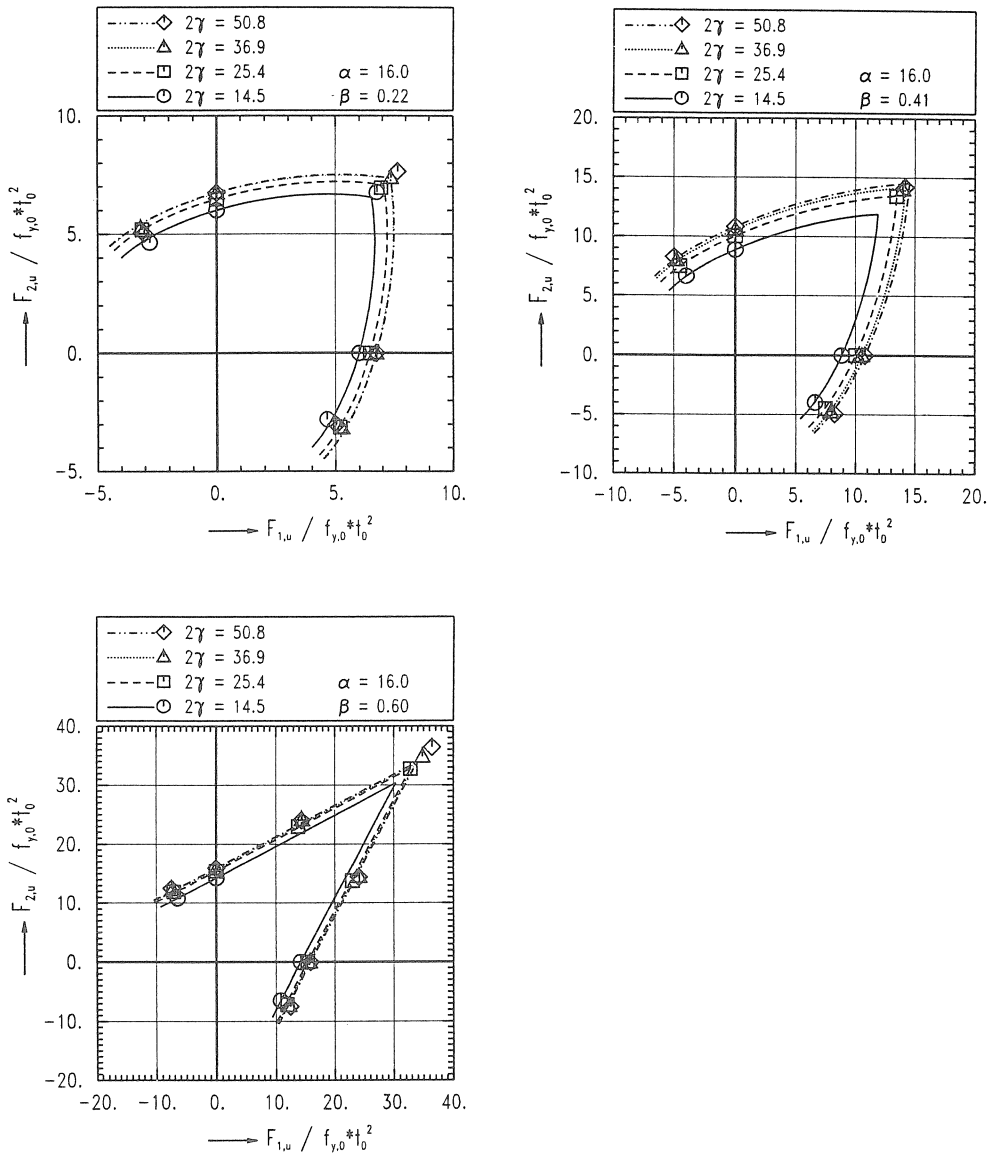 2γ = 50.8
2γ = 36.9
2γ = 25.4 α = 16.0
2γ = 14.5 β = 0.22
10.
5.
0.
-5.
-5. 0. 5. 10.
F2,u / fy,0*t0^2
F1,u / fy,0*t0^2
2γ = 50.8
2γ = 36.9
2γ = 25.4 α = 16.0
2γ = 14.5 β = 0.41
20.
15.
10.
5.
0.
-5.
-10.
-10. -5. 0. 5. 10. 15. 20.
F2,u / fy,0*t0^2
F1,u / fy,0*t0^2
2γ = 50.8
2γ = 36.9
2γ = 25.4 α = 16.0
2γ = 14.5 β = 0.60
40.
30.
20.
10.
0.
-10.
-20.
-20. -10. 0. 10. 20. 30. 40.
F2,u / fy,0*t0^2
F1,u / fy,0*t0^2